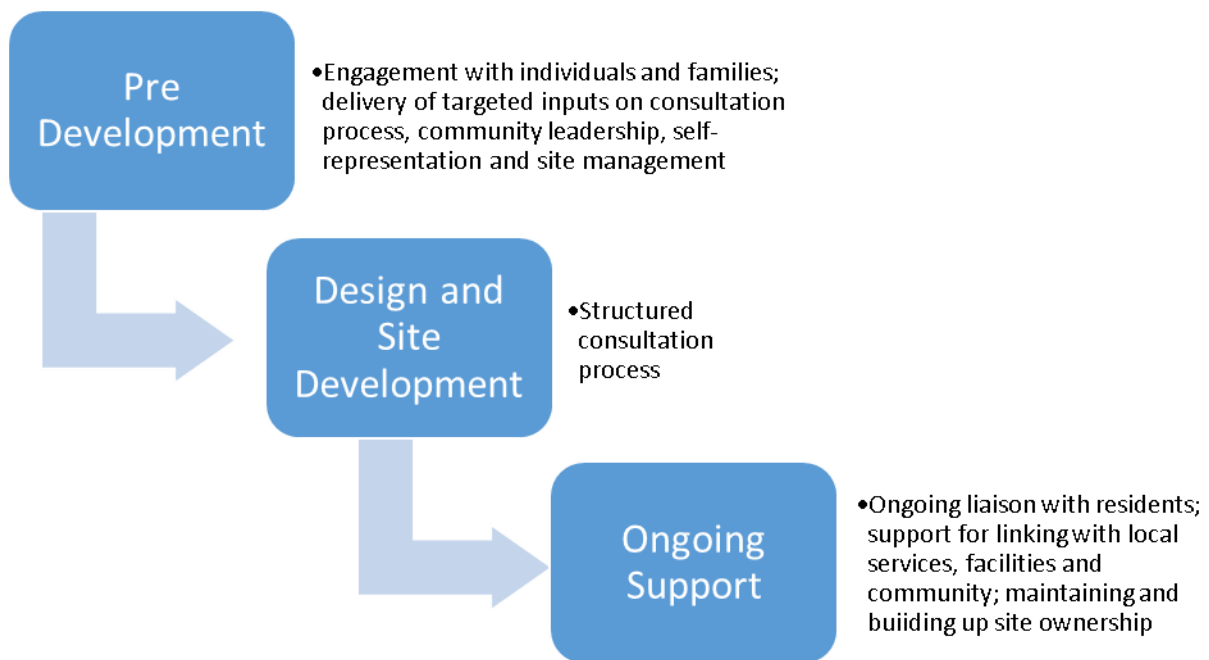 Pre
Development
•Engagement with individuals and families;
delivery of targeted inputs on consultation
process, community leadership, self-
representation and site management
Design and
Site
Development
•Structured
consultation
process
Ongoing
Support
•Ongoing liaison with residents;
support for linking with local
services, facilities and
community; maintaining and
buiiding up site ownership